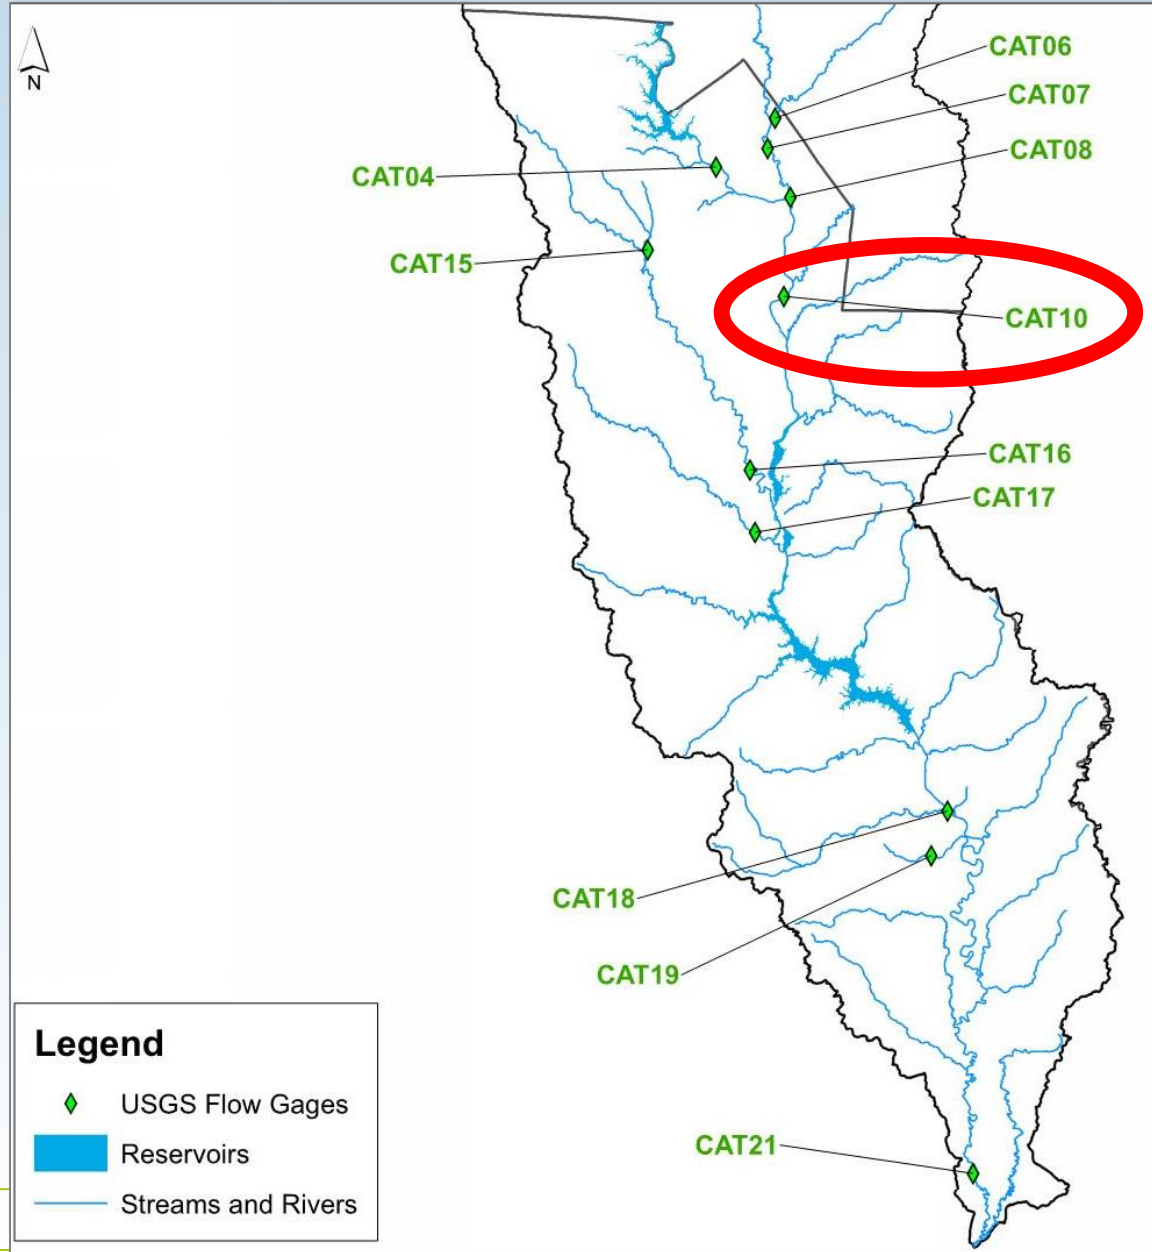 N
CAT06
CAT07
CAT08
CAT04
CAT15
CAT10
CAT16
CAT17
CAT18
CAT19
CAT21
Legend
USGS Flow Gages
Reservoirs
Streams and Rivers